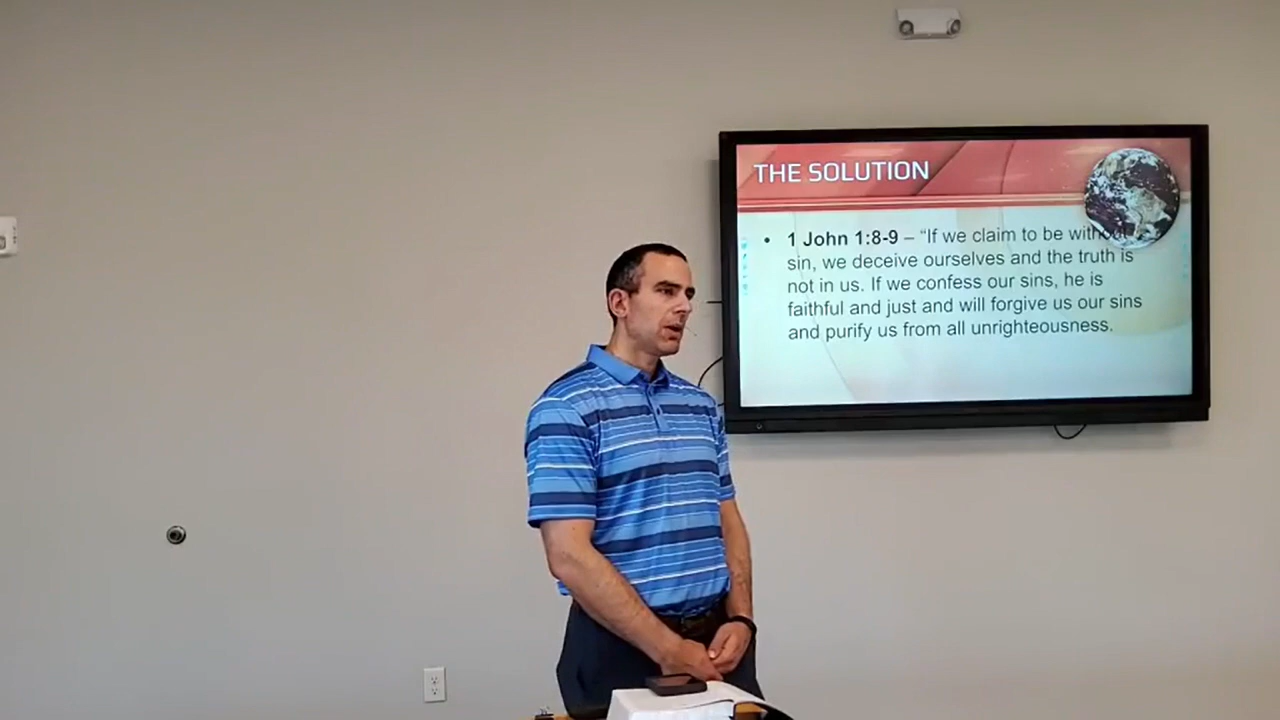 THE SOLUTION
• 1 John 1:8-9 – “If we claim to be without
sin, we deceive ourselves and the truth is
not in us. If we confess our sins, he is
faithful and just and will forgive us our sins
and purify us from all unrighteousness.